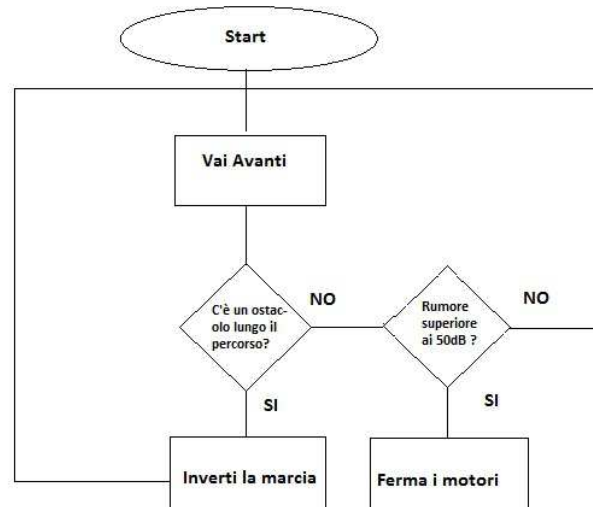 Start
Vai Avanti
C'è un ostac-
olo lungo il
percorso?
NO
Rumore
superiore
ai 50dB ?
NO
SI
SI
Inverti la marcia
Ferma i motori